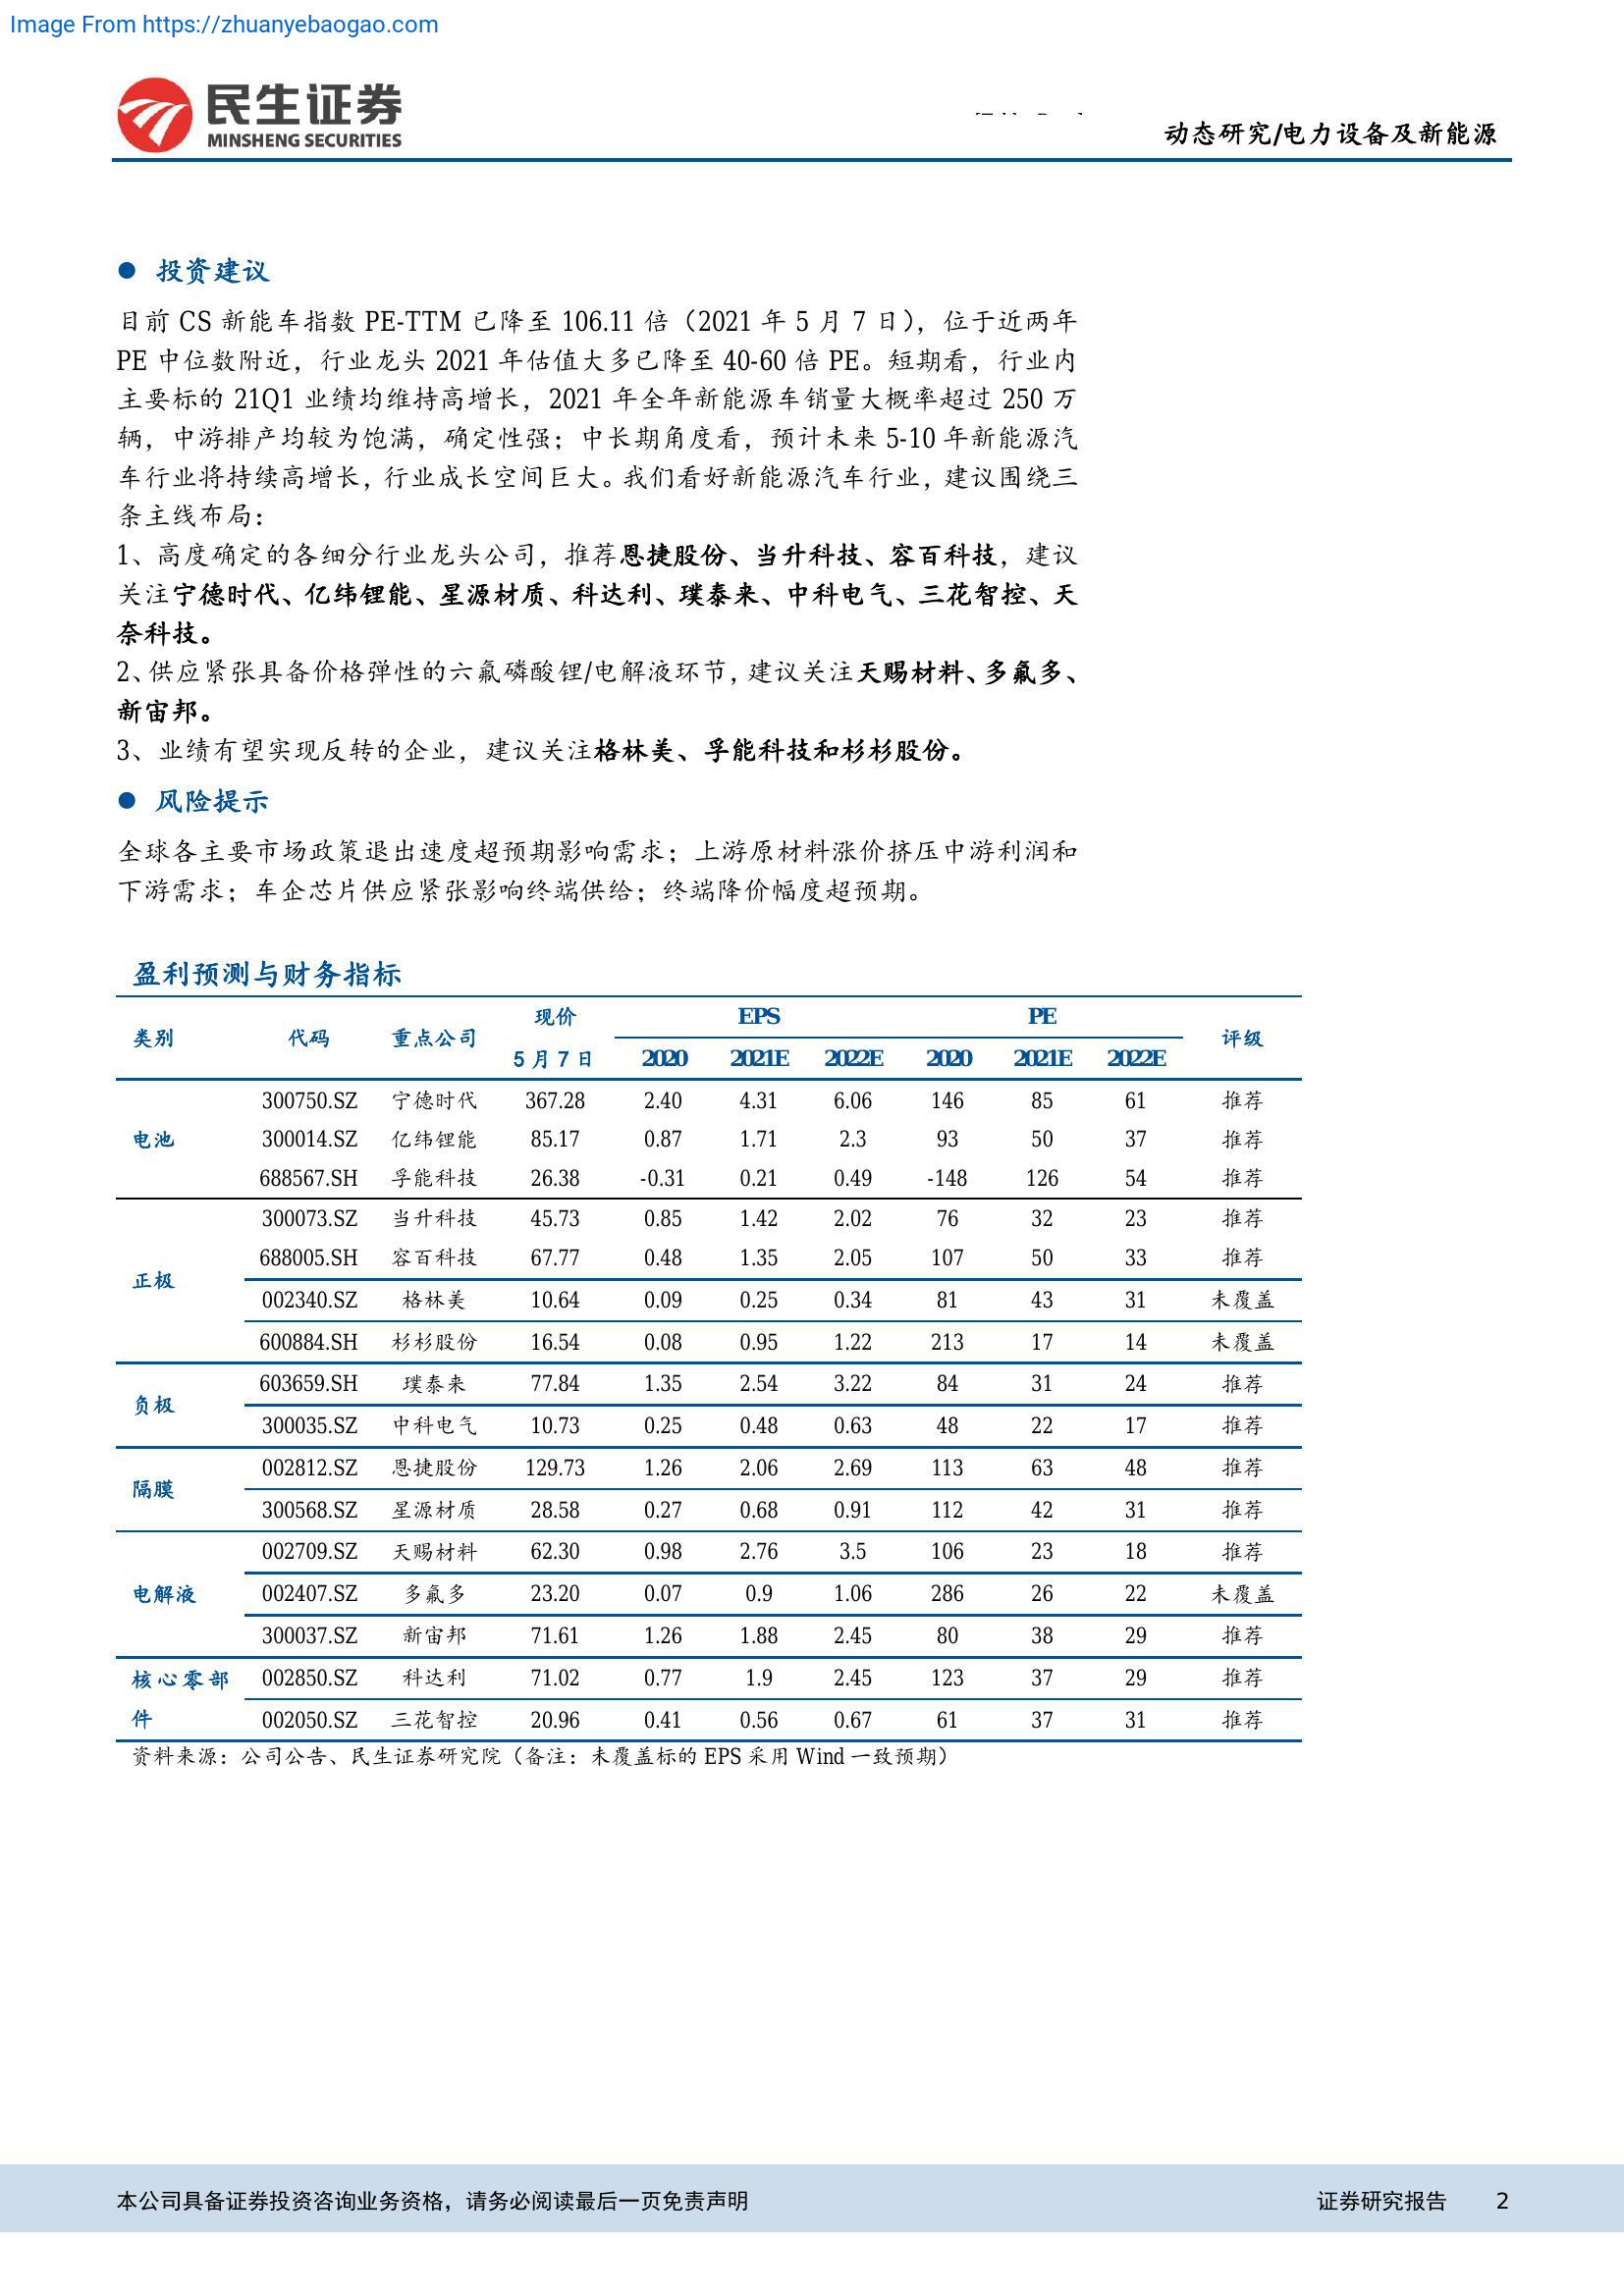 Image From https://zhuanyebaogao.com
民生证券
MINSHENG SECURITIES
动态研究/电力设备及新能源
投资建议
目前 CS 新能车指数 PE-TTM 已降至 106.11 倍（2021 年 5 月 7 日），位于近两年
PE 中位数附近，行业龙头 2021 年估值大多已降至 40-60 倍 PE。短期看，行业内
主要标的 21Q1 业绩均维持高增长，2021 年全年新能源车销量大概率超过 250 万
辆，中游排产均较为饱满，确定性强；中长期角度看，预计未来 5-10 年新能源汽
车行业将持续高增长，行业成长空间巨大。我们看好新能源汽车行业，建议围绕三
条主线布局：
1、高度确定的各细分行业龙头公司，推荐恩捷股份、当升科技、容百科技，建议
关注宁德时代、亿纬锂能、星源材质、科达利、璞泰来、中科电气、三花智控、天
奈科技。
2、供应紧张具备价格弹性的六氟磷酸锂/电解液环节，建议关注天赐材料、多氟多、
新宙邦。
3、业绩有望实现反转的企业，建议关注格林美、孚能科技和杉杉股份。
风险提示
全球各主要市场政策退出速度超预期影响需求；上游原材料涨价挤压中游利润和
下游需求；车企芯片供应紧张影响终端供给；终端降价幅度超预期。
盈利预测与财务指标
类别 代码 重点公司 现价 EPS PE 评级
5 月 7 日 2020 2021E 2022E 2020 2021E 2022E
电池
300750.SZ 宁德时代 367.28 2.40 4.31 6.06 146 85 61 推荐
300014.SZ 亿纬锂能 85.17 0.87 1.71 2.3 93 50 37 推荐
688567.SH 孚能科技 26.38 -0.31 0.21 0.49 -148 126 54 推荐
正极
300073.SZ 当升科技 45.73 0.85 1.42 2.02 76 32 23 推荐
688005.SH 容百科技 67.77 0.48 1.35 2.05 107 50 33 推荐
002340.SZ 格林美 10.64 0.09 0.25 0.34 81 43 31 未覆盖
600884.SH 杉杉股份 16.54 0.08 0.95 1.22 213 17 14 未覆盖
负极
603659.SH 璞泰来 77.84 1.35 2.54 3.22 84 31 24 推荐
300035.SZ 中科电气 10.73 0.25 0.48 0.63 48 22 17 推荐
隔膜
002812.SZ 恩捷股份 129.73 1.26 2.06 2.69 113 63 48 推荐
300568.SZ 星源材质 28.58 0.27 0.68 0.91 112 42 31 推荐
电解液
002709.SZ 天赐材料 62.30 0.98 2.76 3.5 106 23 18 推荐
002407.SZ 多氟多 23.20 0.07 0.9 1.06 286 26 22 未覆盖
300037.SZ 新宙邦 71.61 1.26 1.88 2.45 80 38 29 推荐
核心零部
件
002850.SZ 科达利 71.02 0.77 1.9 2.45 123 37 29 推荐
002050.SZ 三花智控 20.96 0.41 0.56 0.67 61 37 31 推荐
资料来源：公司公告、民生证券研究院（备注：未覆盖标的 EPS 采用 Wind 一致预期）
本公司具备证券投资咨询业务资格，请务必阅读最后一页免责声明
证券研究报告 2